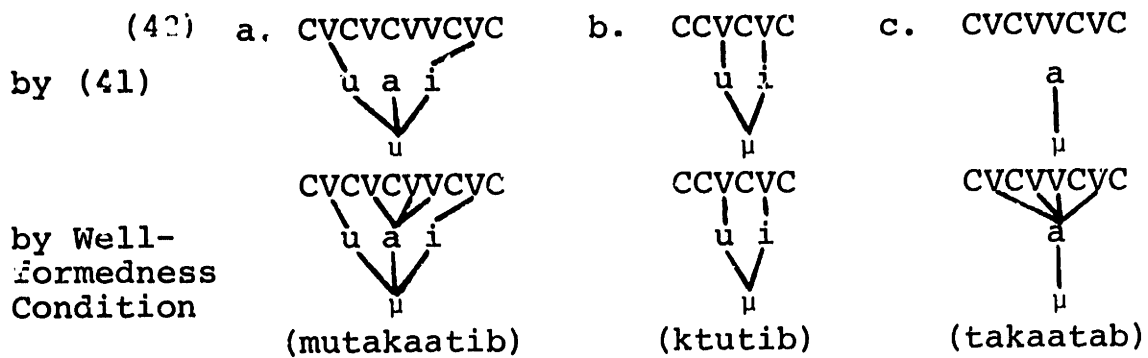 (42) a. CVCVCVVCVC b. CCVCVC c. CVCVVCVC
by (41)
u a i u i a
u μ μ
CVCVCVVCVC CCVCVC CVCVVCVC
by Well-
formedness
Condition
u a i u i a
μ μ μ
(mutakaatib) (ktutib) (takaatab)